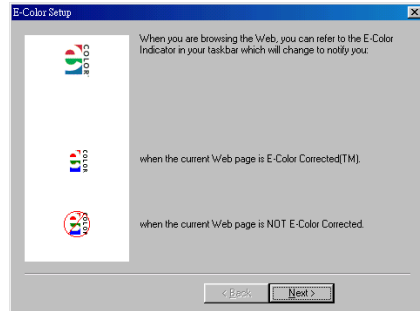 E-Color Setup
When you are browsing the Web, you can refer to the E-Color
Indicator in your taskbar which will change to notify you:
COLOR
COLOR
when the current Web page is E-Color Corrected(TM).
COLOR
when the current Web page is NOT E-Color Corrected.
< Back
Next >